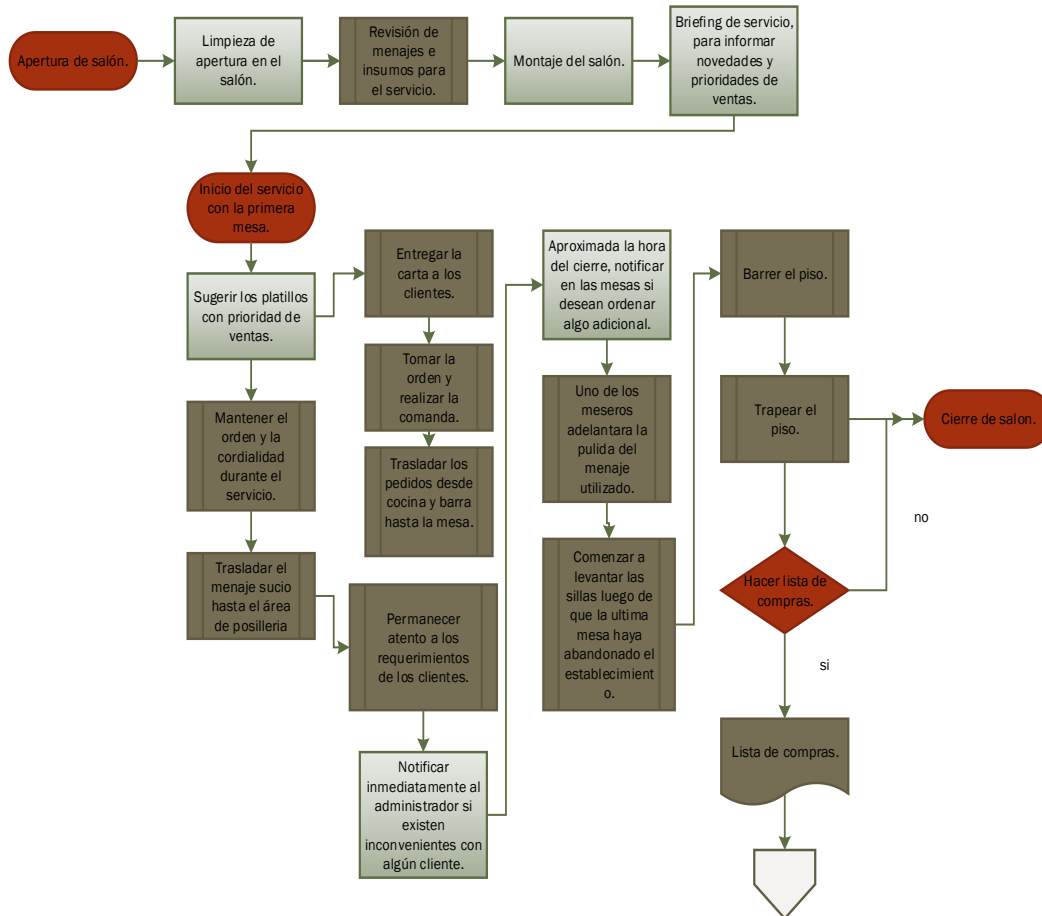 Apertura de salón.
Limpieza de
apertura en el
salón.
Revisión de
menajes e
insumos para
el servicio.
Montaje del salón.
Briefing de servicio,
para informar
novedades y
prioridades de
ventas.
Inicio del servicio
con la primera
mesa.
Sugerir los platillos
con prioridad de
ventas.
Mantener el
orden y la
cordialidad
durante el
servicio.
Trasladar el
menaje sucio
hasta el área
de posilleria
Entregar la
carta a los
clientes.
Tomar la
orden y
realizar la
comanda.
Trasladar los
pedidos desde
cocina y barra
hasta la mesa.
Permanecer
atento a los
requerimientos
de los clientes.
Notificar
inmediatamente al
administrador si
existen
inconvenientes con
algún cliente.
Aproximada la hora
del cierre, notificar
en las mesas si
desean ordenar
algo adicional.
Uno de los
meseros
adelantara la
pulida del
menaje
utilizado.
Comenzar a
levantar las
sillas luego de
que la ultima
mesa haya
abandonado el
establecimient
o.
Barrer el piso.
Trapear el
piso.
Cierre de salon.
no
Hacer lista de
compras.
si
Lista de compras.